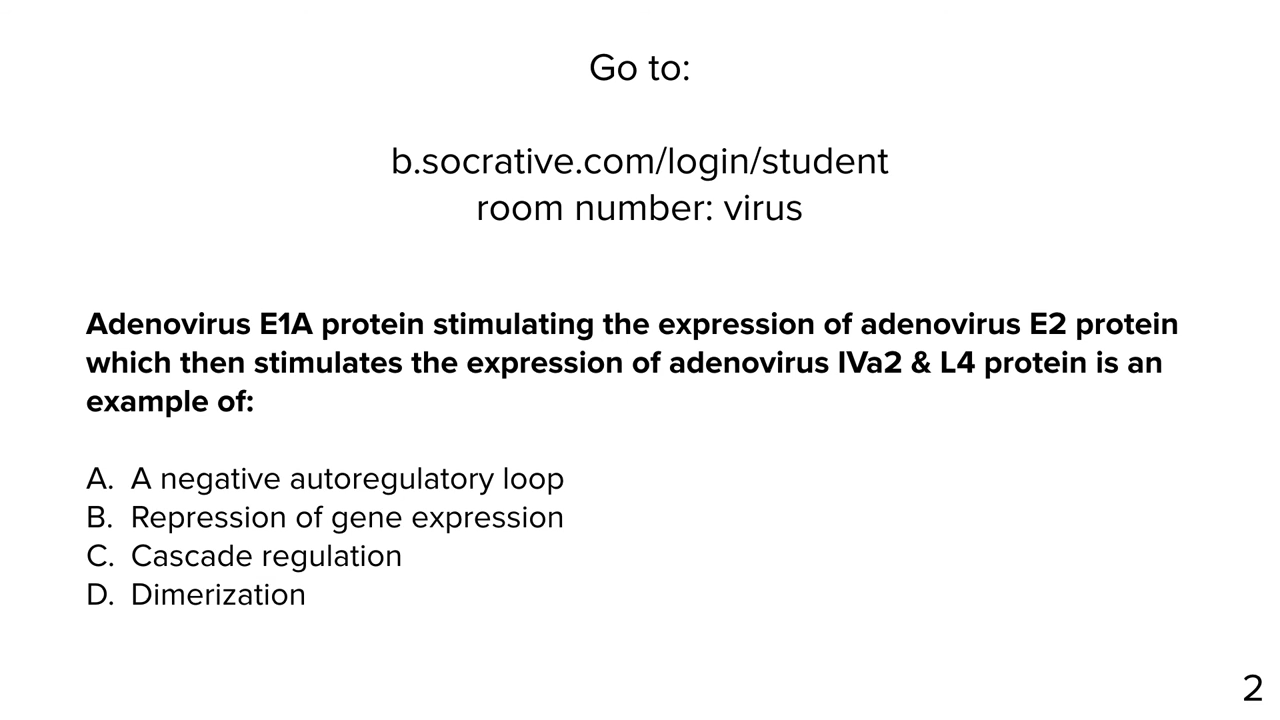 Go to:
b.socrative.com/login/student
room number: virus
Adenovirus E1A protein stimulating the expression of adenovirus E2 protein
which then stimulates the expression of adenovirus IVa2 & L4 protein is an
example of:
A. A negative autoregulatory loop
B. Repression of gene expression
C. Cascade regulation
D. Dimerization
2